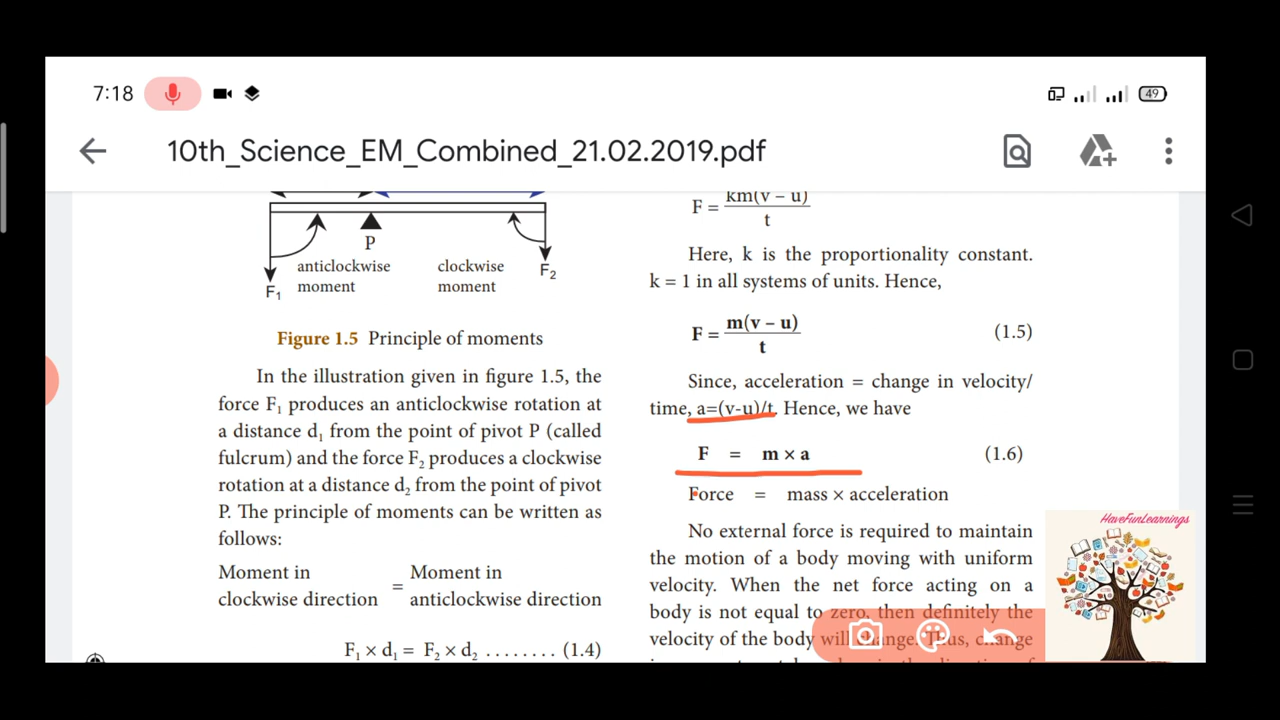 7:18
49
10th_Science_EM_Combined_21.02.2019.pdf
P
anticlockwise moment
clockwise moment
F₁
F₂
Figure 1.5 Principle of moments
In the illustration given in figure 1.5, the
force F₁ produces an anticlockwise rotation at
a distance d₁ from the point of pivot P (called
fulcrum) and the force F₂ produces a clockwise
rotation at a distance d₂ from the point of pivot
P. The principle of moments can be written as
follows:
Moment in clockwise direction = Moment in anticlockwise direction
F₁ × d₁ = F₂ × d₂ ........ (1.4)
F = km(v – u) / t
Here, k is the proportionality constant.
k = 1 in all systems of units. Hence,
F = m(v – u) / t (1.5)
Since, acceleration = change in velocity/
time, a=(v-u)/t. Hence, we have
F = m × a (1.6)
Force = mass × acceleration
No external force is required to maintain
the motion of a body moving with uniform
velocity. When the net force acting on a
body is not equal to zero, then definitely the
velocity of the body will change. Thus, change
HaveFunLearnings